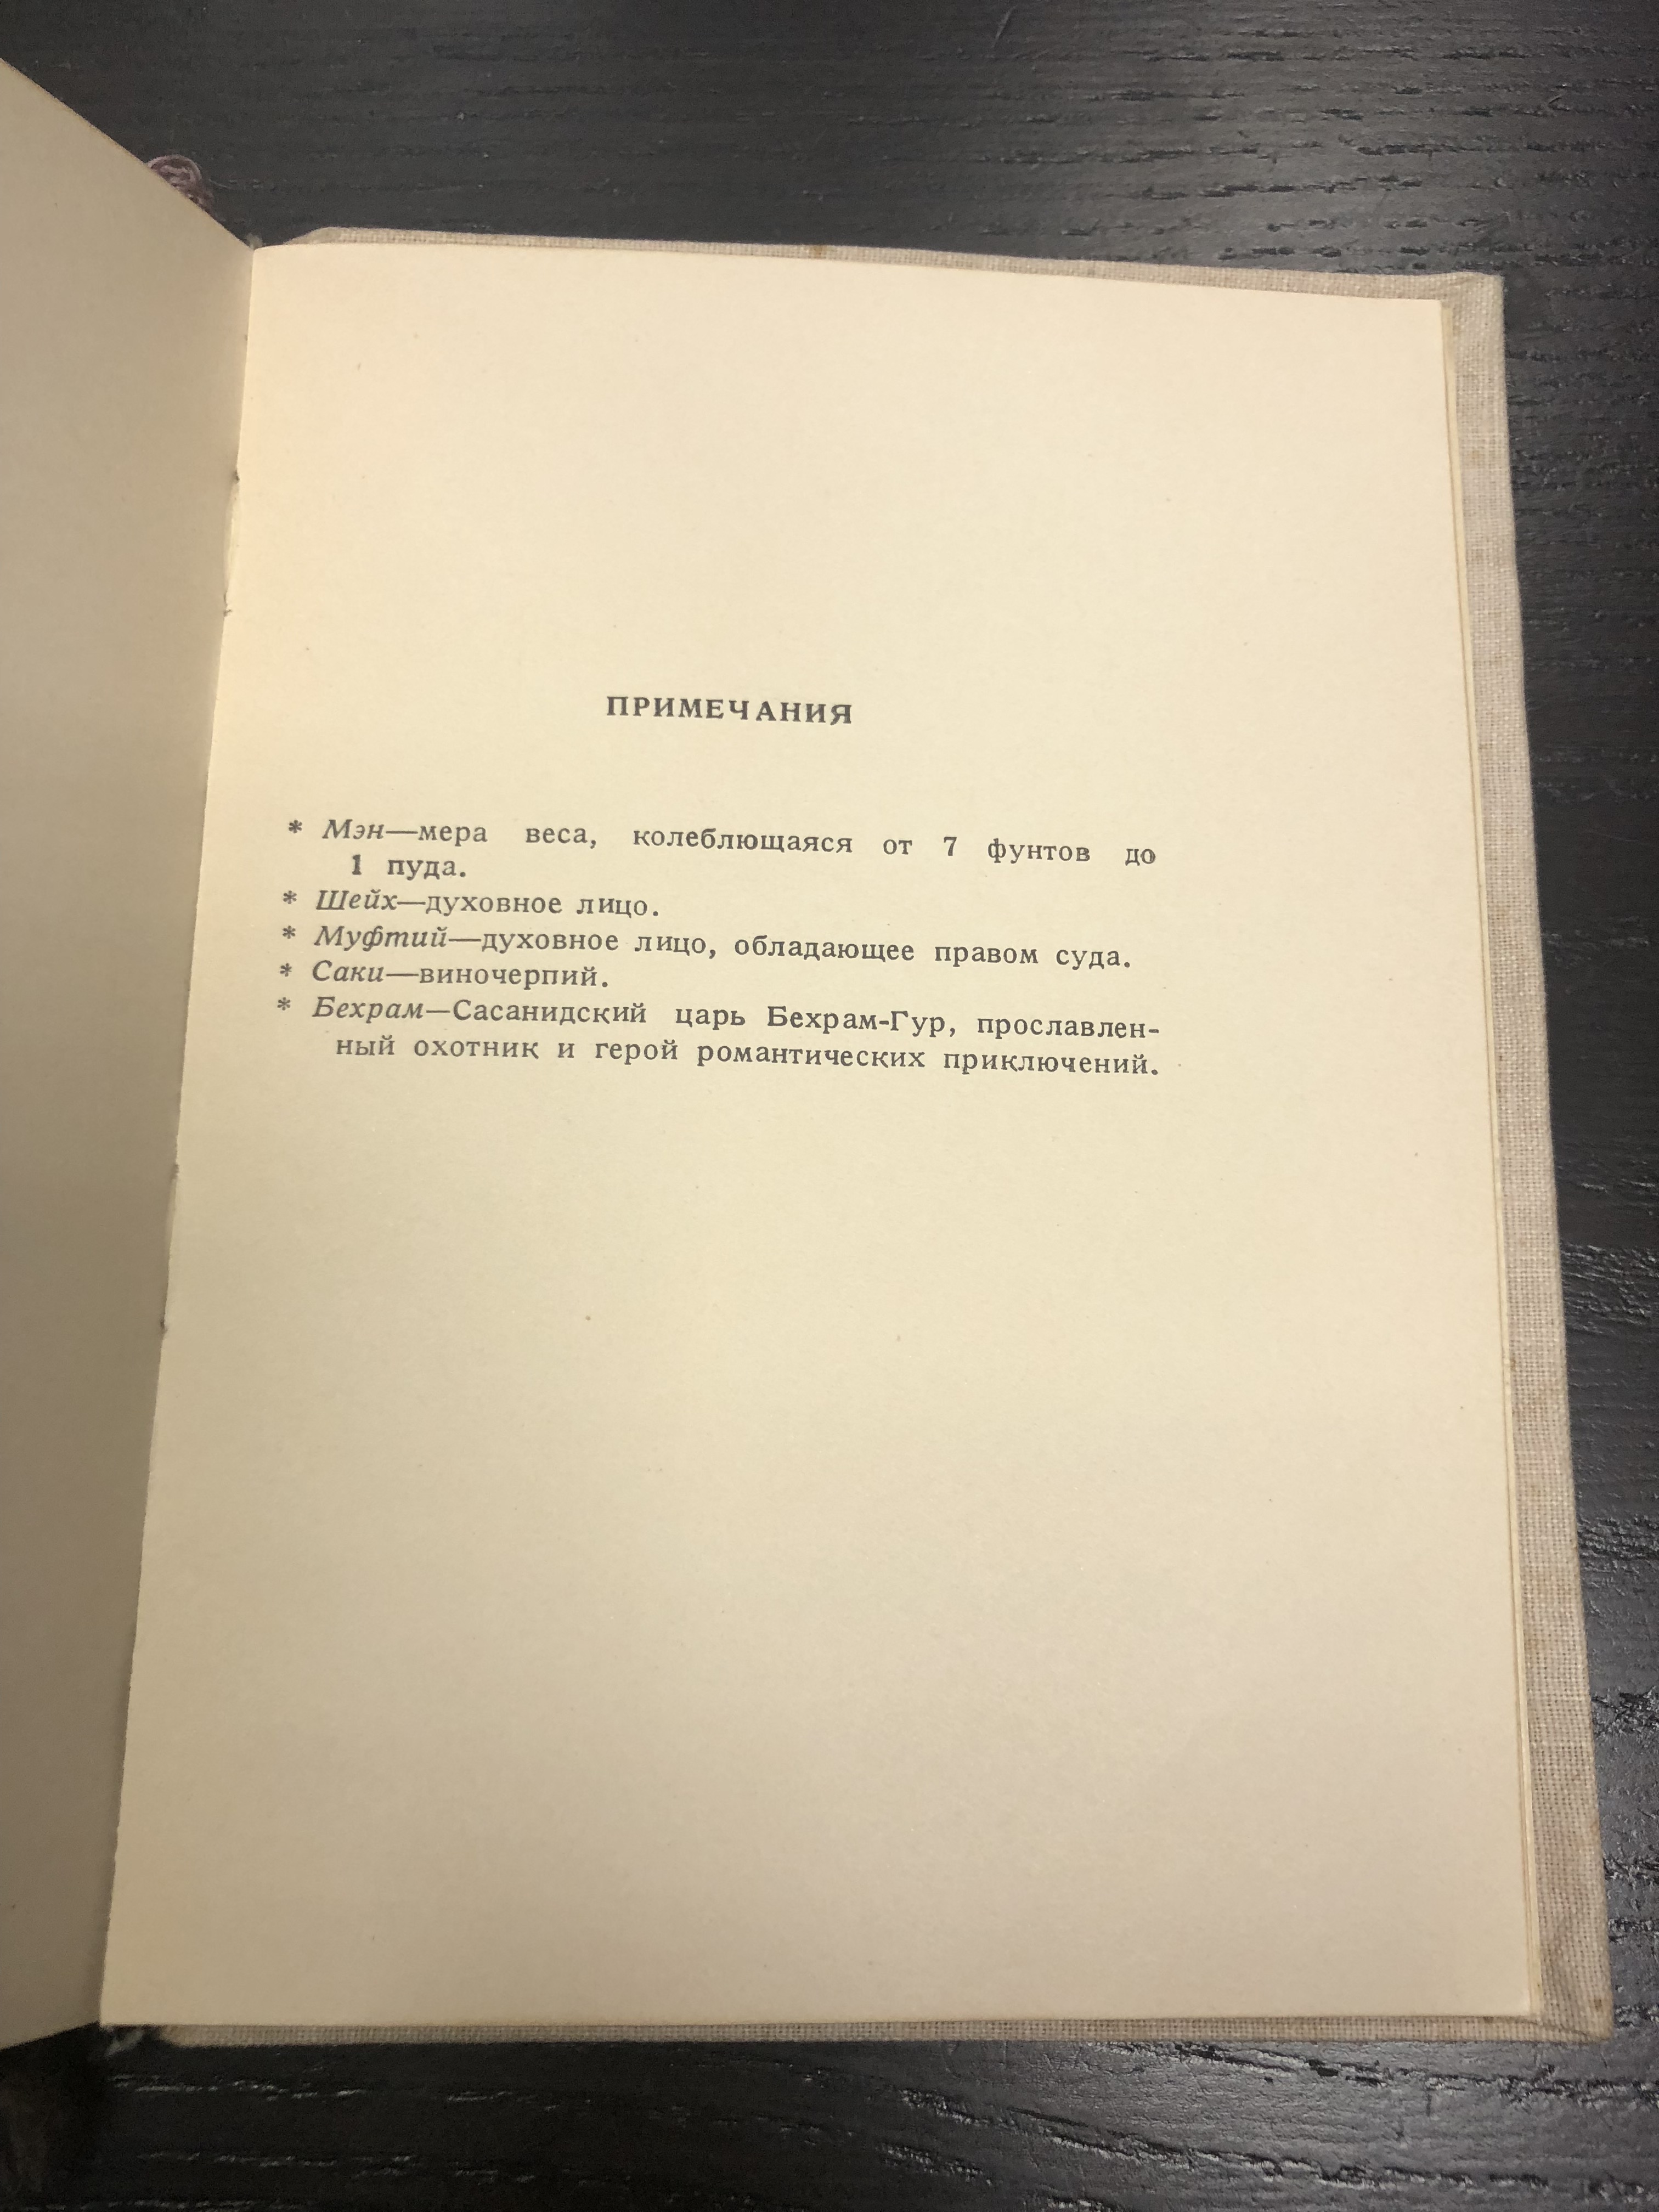 ПРИМЕЧАНИЯ
* Мэн—мера веса, колеблющаяся от 7 фунтов до
1 пуда.
* Шейх—духовное лицо.
* Муфтий—духовное лицо, обладающее правом суда.
* Саки—виночерпий.
* Бехрам—Сасанидский царь Бехрам-Гур, прославлен-
ный охотник и герой романтических приключений.